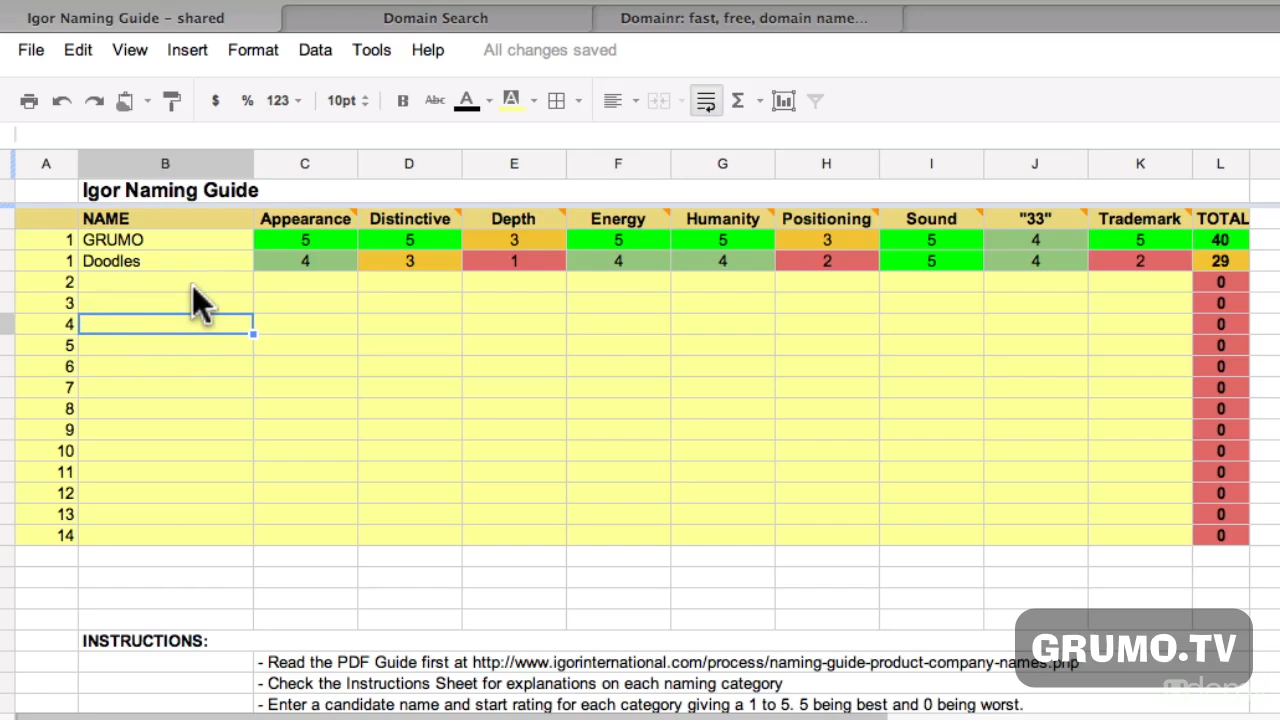 Igor Naming Guide – shared Domain Search Domainr: fast, free, domain name...
File Edit View Insert Format Data Tools Help All changes saved
$ % 123 10pt B Abc A A Σ
A B C D E F G H I J K L
Igor Naming Guide
NAME Appearance Distinctive Depth Energy Humanity Positioning Sound "33" Trademark TOTAL
1 GRUMO 5 5 3 5 5 3 5 4 5 40
1 Doodles 4 3 1 4 4 2 5 4 2 29
2 0
3 0
4 0
5 0
6 0
7 0
8 0
9 0
10 0
11 0
12 0
13 0
14 0
INSTRUCTIONS:
GRUMO.TV
- Read the PDF Guide first at http://www.igorinternational.com/process/naming-guide-product-company-names.php
- Check the Instructions Sheet for explanations on each naming category
- Enter a candidate name and start rating for each category giving a 1 to 5. 5 being best and 0 being worst.